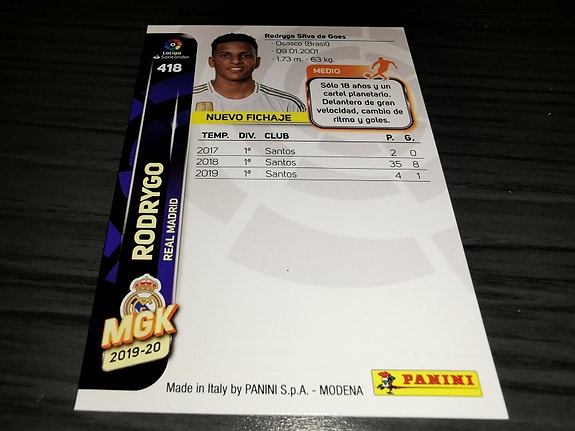 LaLiga
Santander
418
Rodrygo Silva de Goes
· Osasco (Brasil)
· 09.01.2001
· 1.73 m. - 63 kg.
MEDIO
Sólo 18 años y un
cartel planetario.
Delantero de gran
velocidad, cambio de
ritmo y goles.
NUEVO FICHAJE
TEMP. DIV. CLUB P. G.
2017 1ª Santos 2 0
2018 1ª Santos 35 8
2019 1ª Santos 4 1
RODRYGO
REAL MADRID
MGK
2019-20
Made in Italy by PANINI S.p.A. - MODENA
PANINI